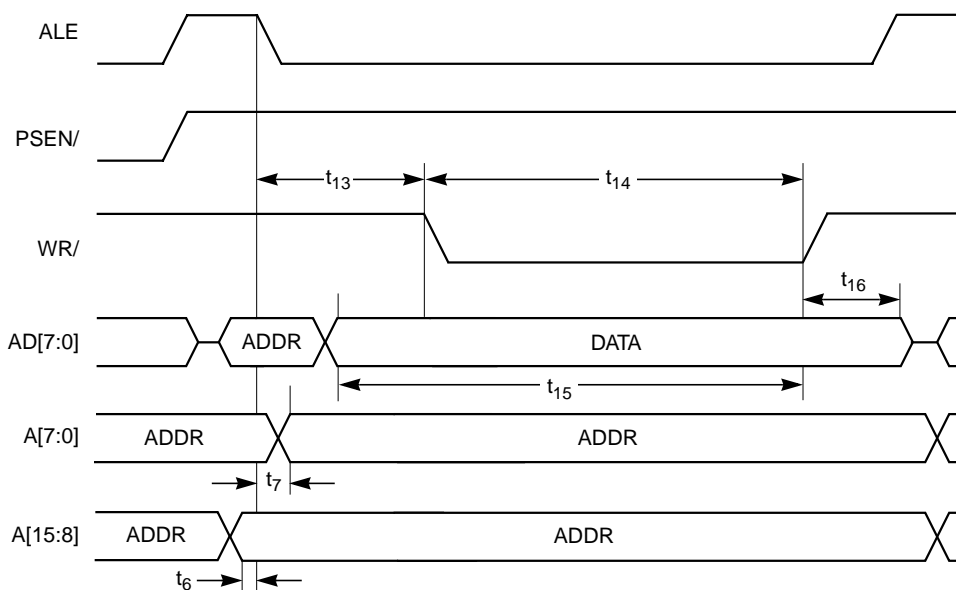 ALE
PSEN/
t13
t14
WR/
t16
AD[7:0]
ADDR
DATA
t15
A[7:0]
ADDR
ADDR
t7
A[15:8]
ADDR
ADDR
t6